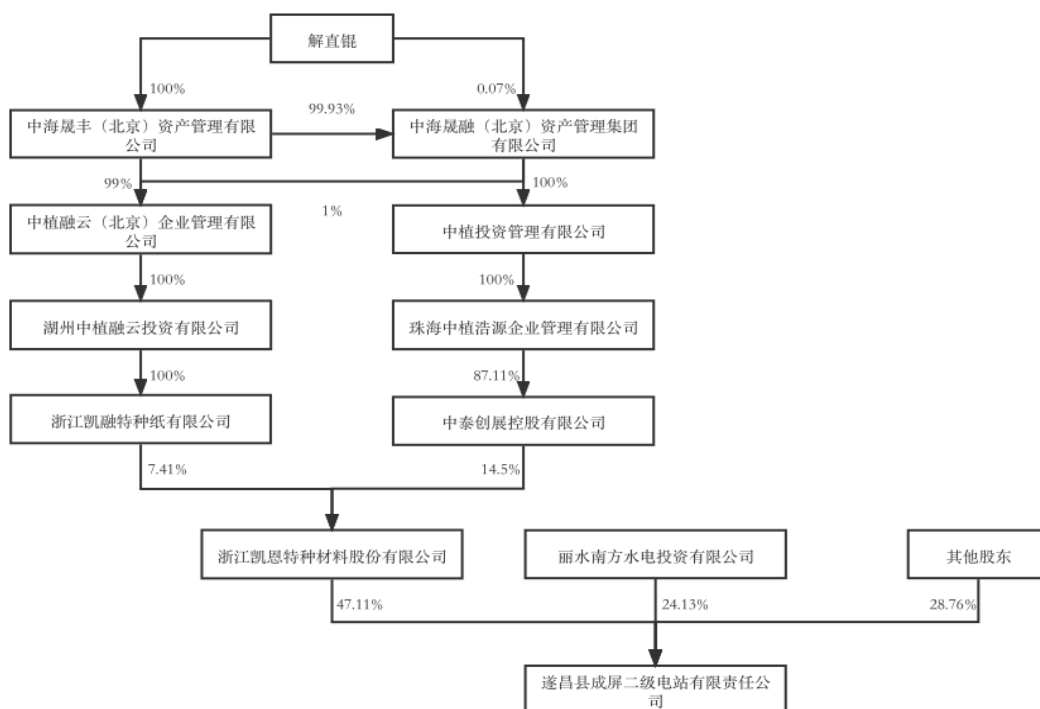 解直锟
100%
0.07%
99.93%
中海晟丰（北京）资产管理有限
公司
中海晟融（北京）资产管理集团
有限公司
99%
100%
1%
中植融云（北京）企业管理有限
公司
中植投资管理有限公司
100%
100%
湖州中植融云投资有限公司
珠海中植浩源企业管理有限公司
100%
87.11%
浙江凯融特种纸有限公司
中泰创展控股有限公司
7.41%
14.5%
浙江凯恩特种材料股份有限公司
丽水南方水电投资有限公司
其他股东
47.11%
24.13%
28.76%
遂昌县成屏二级电站有限责任公
司